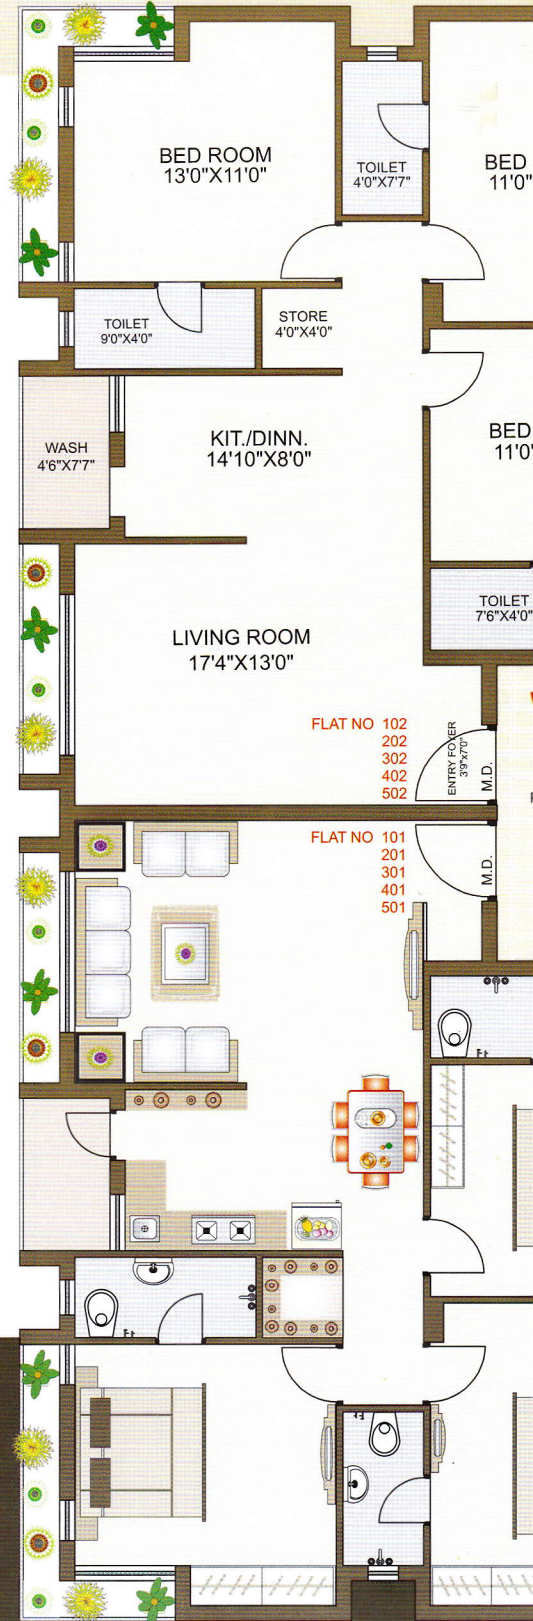 BED ROOM
13'0"X11'0"
TOILET
4'0"X7'7"
BED
11'0"
TOILET
9'0"X4'0"
STORE
4'0"X4'0"
WASH
4'6"X7'7"
KIT./DINN.
14'10"X8'0"
BED
11'0"
TOILET
7'6"X4'0"
LIVING ROOM
17'4"X13'0"
FLAT NO 102
202
302
402
502
ENTRY FOYER
3'9"x7'0"
M.D.
FLAT NO 101
201
301
401
501
M.D.